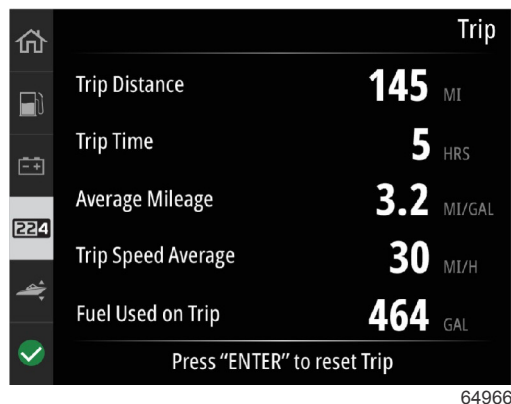 Trip
Trip Distance 145 MI
Trip Time 5 HRS
Average Mileage 3.2 MI/GAL
224
Trip Speed Average 30 MI/H
Fuel Used on Trip 464 GAL
Press “ENTER” to reset Trip
64966